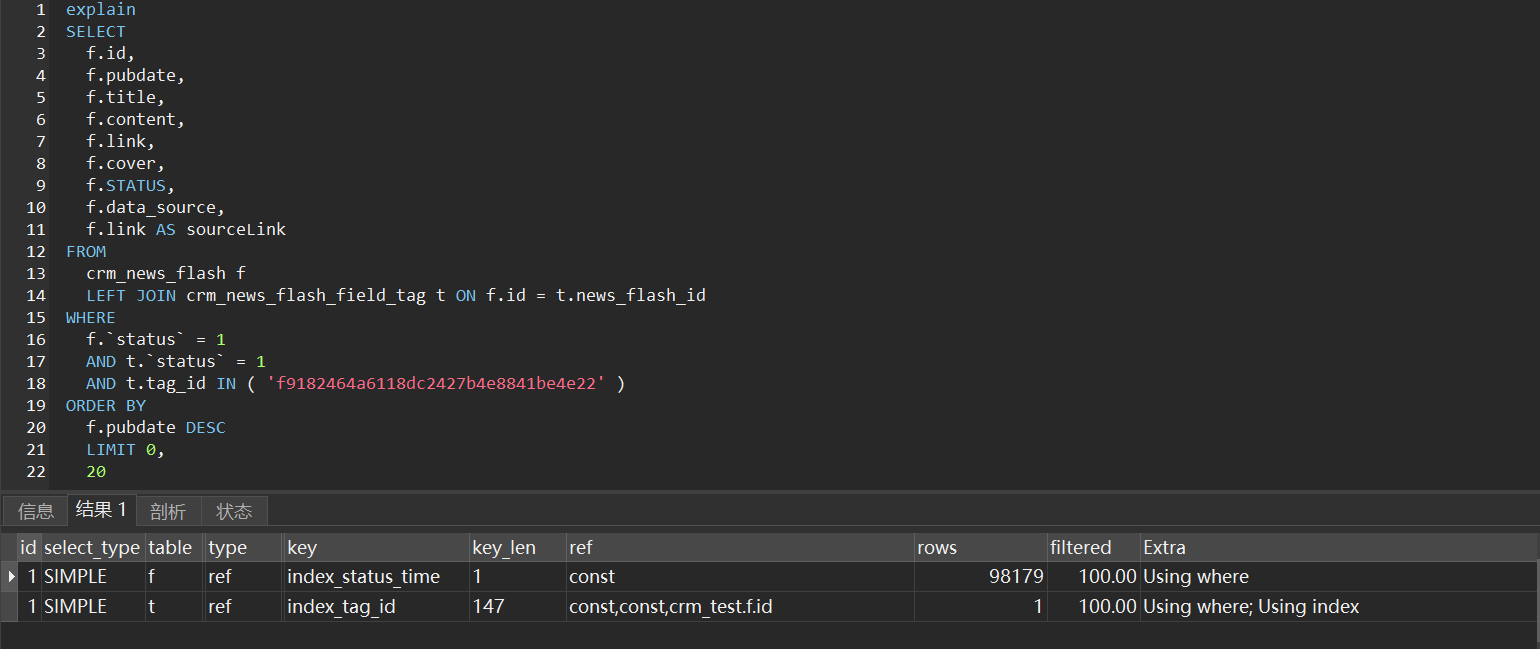 1 explain
2 SELECT
3 f.id,
4 f.pubdate,
5 f.title,
6 f.content,
7 f.link,
8 f.cover,
9 f.STATUS,
10 f.data_source,
11 f.link AS sourceLink
12 FROM
13 crm_news_flash f
14 LEFT JOIN crm_news_flash_field_tag t ON f.id = t.news_flash_id
15 WHERE
16 f.`status` = 1
17 AND t.`status` = 1
18 AND t.tag_id IN ( 'f9182464a6118dc2427b4e8841be4e22' )
19 ORDER BY
20 f.pubdate DESC
21 LIMIT 0,
22 20
信息 结果 1 剖析 状态
id select_type table type key key_len ref rows filtered Extra
1 SIMPLE f ref index_status_time 1 const 98179 100.00 Using where
1 SIMPLE t ref index_tag_id 147 const,const,crm_test.f.id 1 100.00 Using where; Using index